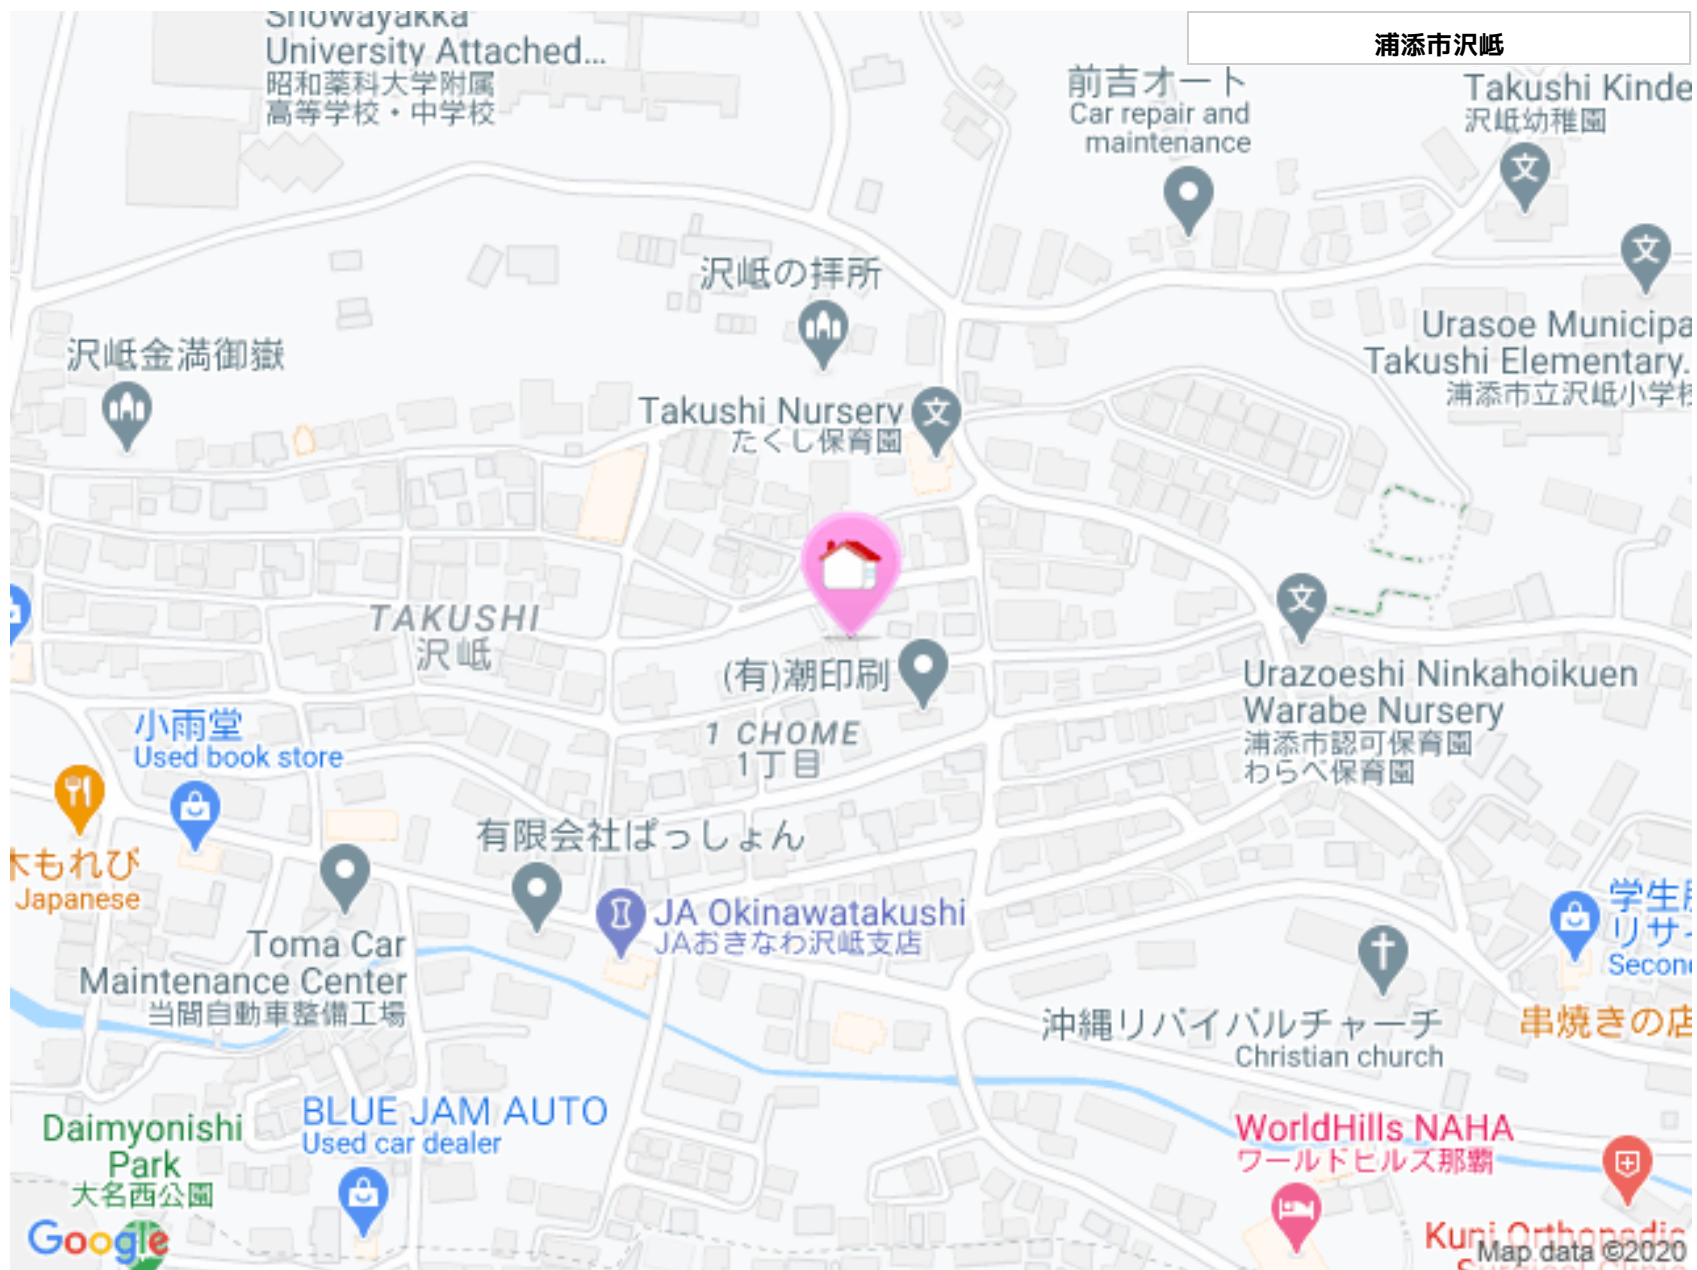 浦添市沢岻
Showayakka
University Attached...
昭和薬科大学附属
高等学校・中学校
前吉オート
Car repair and
maintenance
Takushi Kinde
沢岻幼稚園
沢岻の拝所
沢岻金満御嶽
Urasoe Municipa
Takushi Elementary.
浦添市立沢岻小学校
Takushi Nursery
たくし保育園
TAKUSHI
沢岻
(有)潮印刷
1 CHOME
1丁目
Urazoeshi Ninkahoikuen
Warabe Nursery
浦添市認可保育園
わらべ保育園
小雨堂
Used book store
木もれび
Japanese
有限会社ぱっしょん
JA Okinawatakushi
JAおきなわ沢岻支店
Toma Car
Maintenance Center
当間自動車整備工場
学生服
リサイ
Second
串焼きの店
沖縄リバイバルチャーチ
Christian church
Daimyonishi
Park
大名西公園
BLUE JAM AUTO
Used car dealer
WorldHills NAHA
ワールドヒルズ那覇
Kuni Orthopedic
Surgical Clinic
Google
Map data ©2020